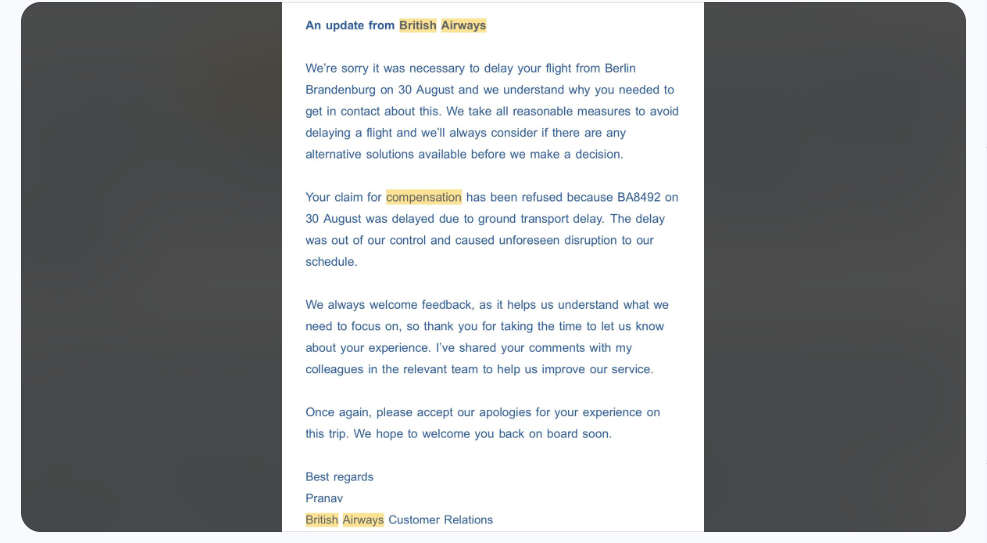 An update from British Airways
We're sorry it was necessary to delay your flight from Berlin
Brandenburg on 30 August and we understand why you needed to
get in contact about this. We take all reasonable measures to avoid
delaying a flight and we'll always consider if there are any
alternative solutions available before we make a decision.
Your claim for compensation has been refused because BA8492 on
30 August was delayed due to ground transport delay. The delay
was out of our control and caused unforeseen disruption to our
schedule.
We always welcome feedback, as it helps us understand what we
need to focus on, so thank you for taking the time to let us know
about your experience. I've shared your comments with my
colleagues in the relevant team to help us improve our service.
Once again, please accept our apologies for your experience on
this trip. We hope to welcome you back on board soon.
Best regards
Pranav
British Airways Customer Relations